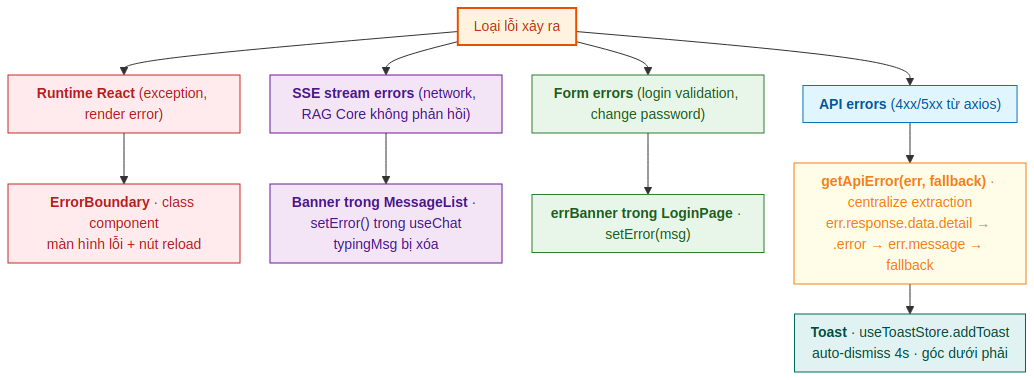 Loại lỗi xảy ra
Runtime React (exception,
render error)
SSE stream errors (network,
RAG Core không phản hồi)
Form errors (login validation,
change password)
API errors (4xx/5xx từ axios)
ErrorBoundary · class
component
màn hình lỗi + nút reload
Banner trong MessageList ·
setError() trong useChat
typingMsg bị xóa
errBanner trong LoginPage ·
setError(msg)
getApiError(err, fallback) ·
centralize extraction
err.response.data.detail →
.error → err.message →
fallback
Toast · useToastStore.addToast
auto-dismiss 4s · góc dưới phải